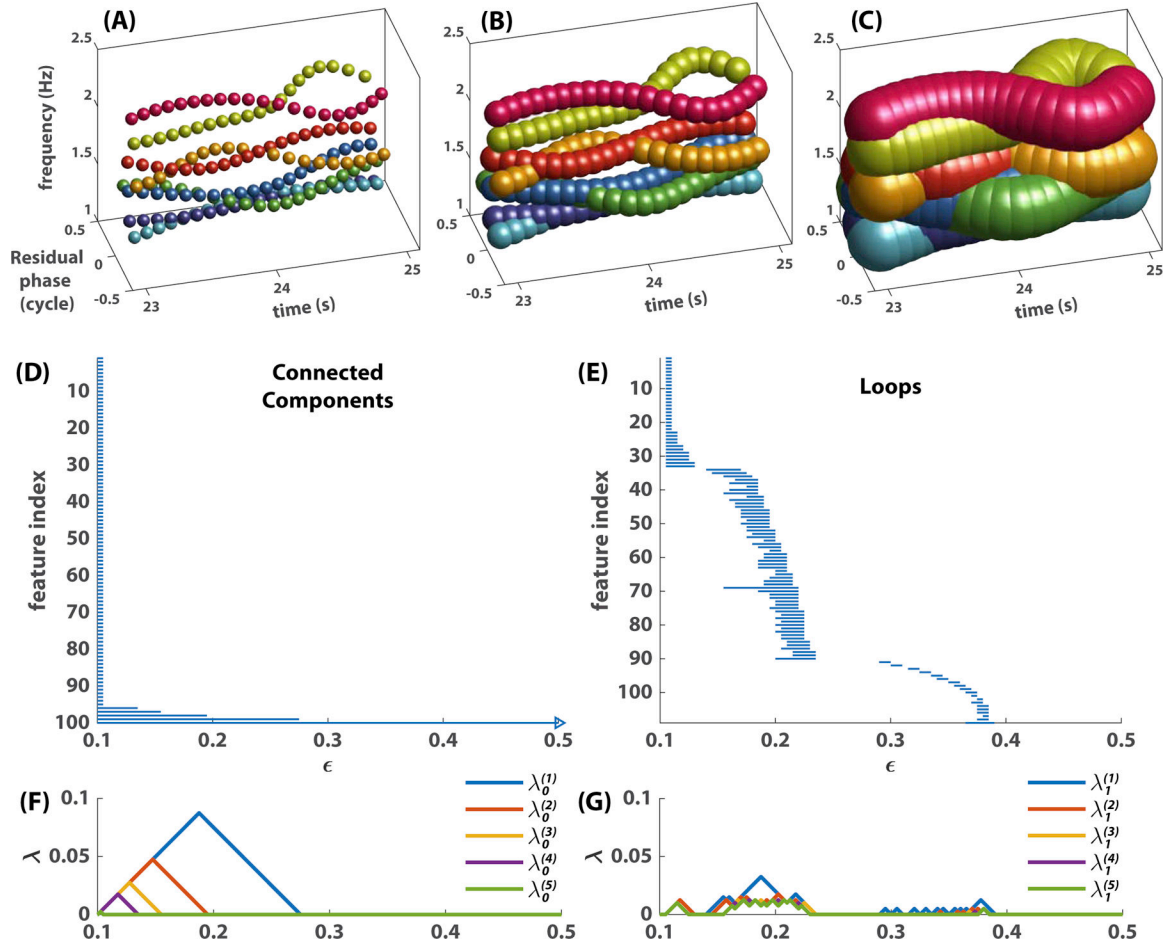 (A)
(B)
(C)
frequency (Hz)
2.5
2
1.5
1
0.5
0
-0.5
Residual
phase
(cycle)
23
24
25
time (s)
2.5
2
1.5
1
0.5
0
-0.5
23
24
25
time (s)
2.5
2
1.5
1
0.5
0
-0.5
23
24
25
time (s)
(D)
Connected
Components
feature index
10
20
30
40
50
60
70
80
90
100
0.1
0.2
0.3
0.4
0.5
ϵ
(E)
Loops
feature index
10
20
30
40
50
60
70
80
90
100
0.1
0.2
0.3
0.4
0.5
ϵ
(F)
λ
0.1
0.05
0
0.1
0.2
0.3
0.4
0.5
λ₀⁽¹⁾
λ₀⁽²⁾
λ₀⁽³⁾
λ₀⁽⁴⁾
λ₀⁽⁵⁾
(G)
λ
0.1
0.05
0
0.1
0.2
0.3
0.4
0.5
λ₁⁽¹⁾
λ₁⁽²⁾
λ₁⁽³⁾
λ₁⁽⁴⁾
λ₁⁽⁵⁾